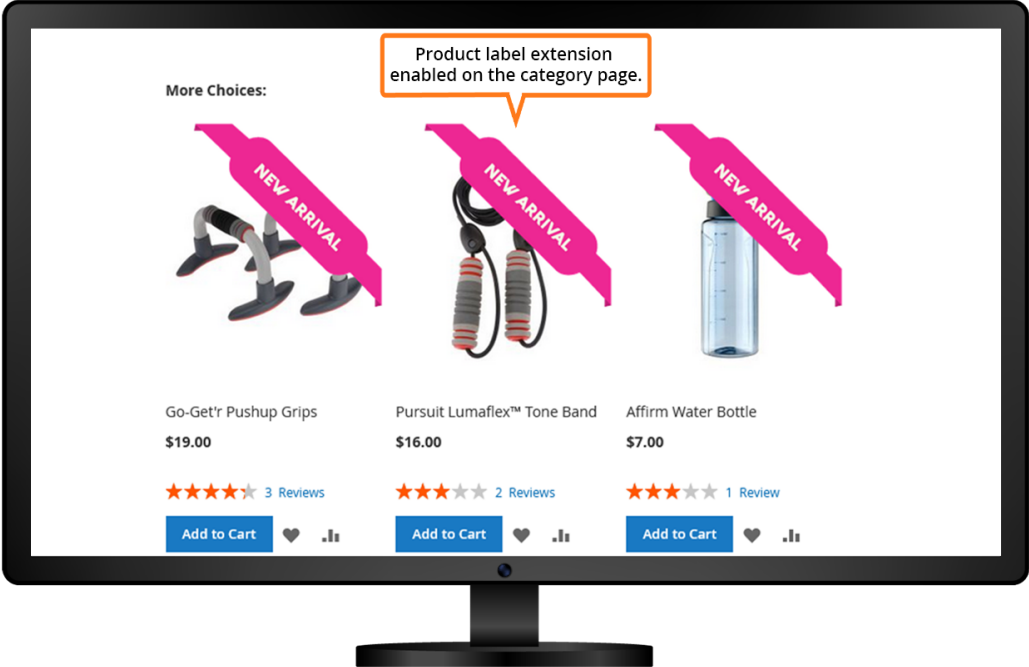 Product label extension
enabled on the category page.
More Choices:
NEW ARRIVAL
NEW ARRIVAL
NEW ARRIVAL
Go-Get'r Pushup Grips
Pursuit Lumaflex™ Tone Band
Affirm Water Bottle
$19.00
$16.00
$7.00
3 Reviews
2 Reviews
1 Review
Add to Cart
Add to Cart
Add to Cart